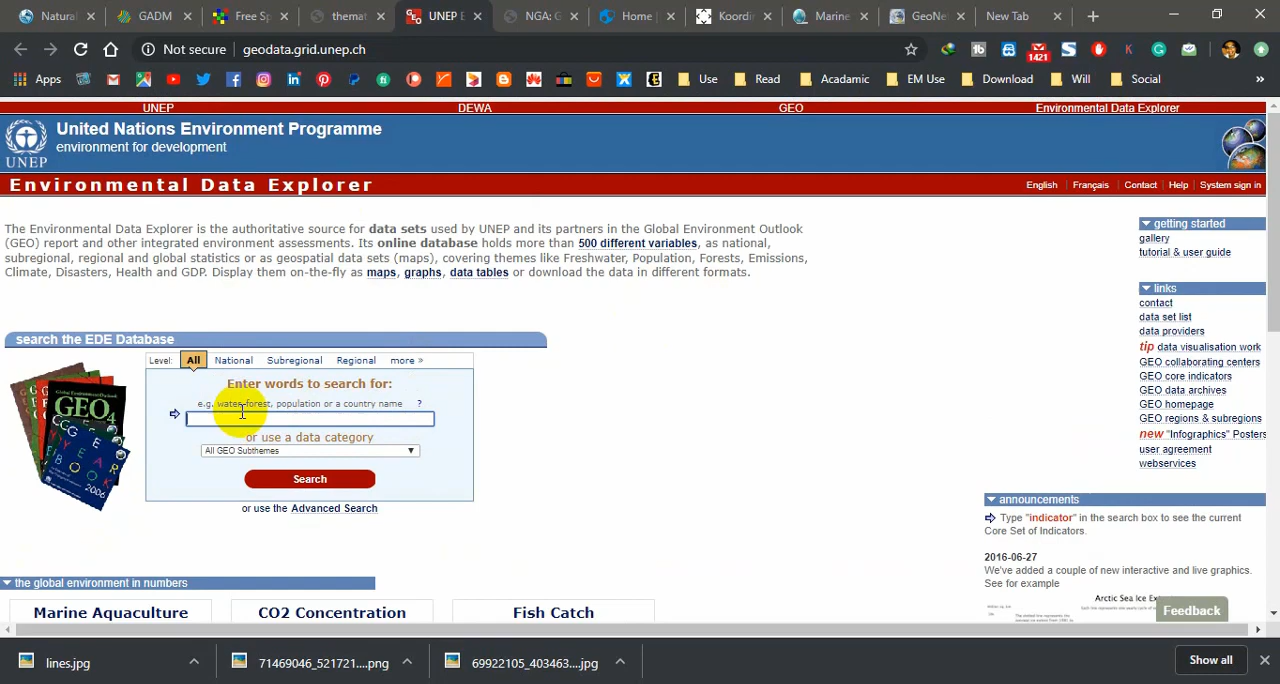 Natural
GADM
Free Sp
themat
UNEP E
NGA: G
Home |
Koordin
Marine
GeoNet
New Tab
Not secure
geodata.grid.unep.ch
1421
Apps
Use
Read
Acadamic
EM Use
Download
Will
Social
UNEP
DEWA
GEO
Environmental Data Explorer
United Nations Environment Programme
environment for development
UNEP
Environmental Data Explorer
English
Français
Contact
Help
System sign in
The Environmental Data Explorer is the authoritative source for data sets used by UNEP and its partners in the Global Environment Outlook
(GEO) report and other integrated environment assessments. Its online database holds more than 500 different variables, as national,
subregional, regional and global statistics or as geospatial data sets (maps), covering themes like Freshwater, Population, Forests, Emissions,
Climate, Disasters, Health and GDP. Display them on-the-fly as maps, graphs, data tables or download the data in different formats.
getting started
gallery
tutorial & user guide
links
contact
data set list
data providers
tip data visualisation work
GEO collaborating centers
GEO core indicators
GEO data archives
GEO homepage
GEO regions & subregions
new "Infographics" Posters
user agreement
webservices
search the EDE Database
Level:
All
National
Subregional
Regional
more »
Enter words to search for:
e.g. water, forest, population or a country name ?
or use a data category
All GEO Subthemes
Search
or use the Advanced Search
GEO4
YEAR
BOOK
2006
announcements
Type "indicator" in the search box to see the current
Core Set of Indicators.
2016-06-27
We've added a couple of new interactive and live graphics.
See for example
Arctic Sea Ice Ex
Feedback
the global environment in numbers
Marine Aquaculture
CO2 Concentration
Fish Catch
lines.jpg
71469046_521721....png
69922105_403463....jpg
Show all